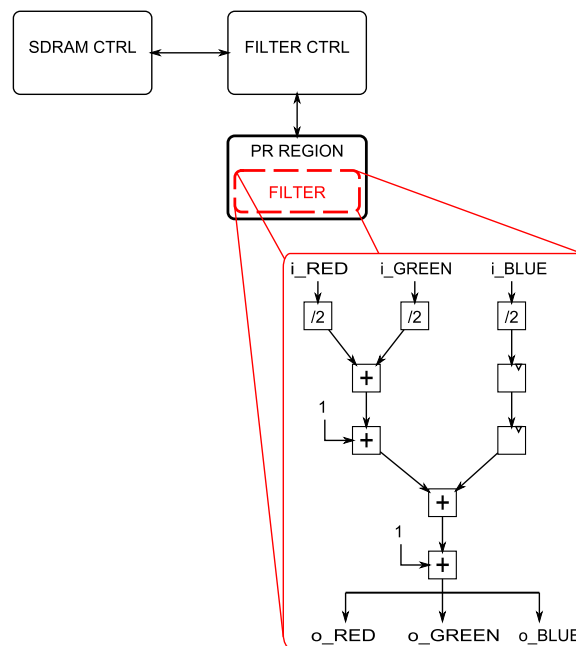 SDRAM CTRL
FILTER CTRL
PR REGION
FILTER
i_RED
i_GREEN
i_BLUE
/2
/2
/2
+
1
+
+
1
+
o_RED
o_GREEN
o_BLUE